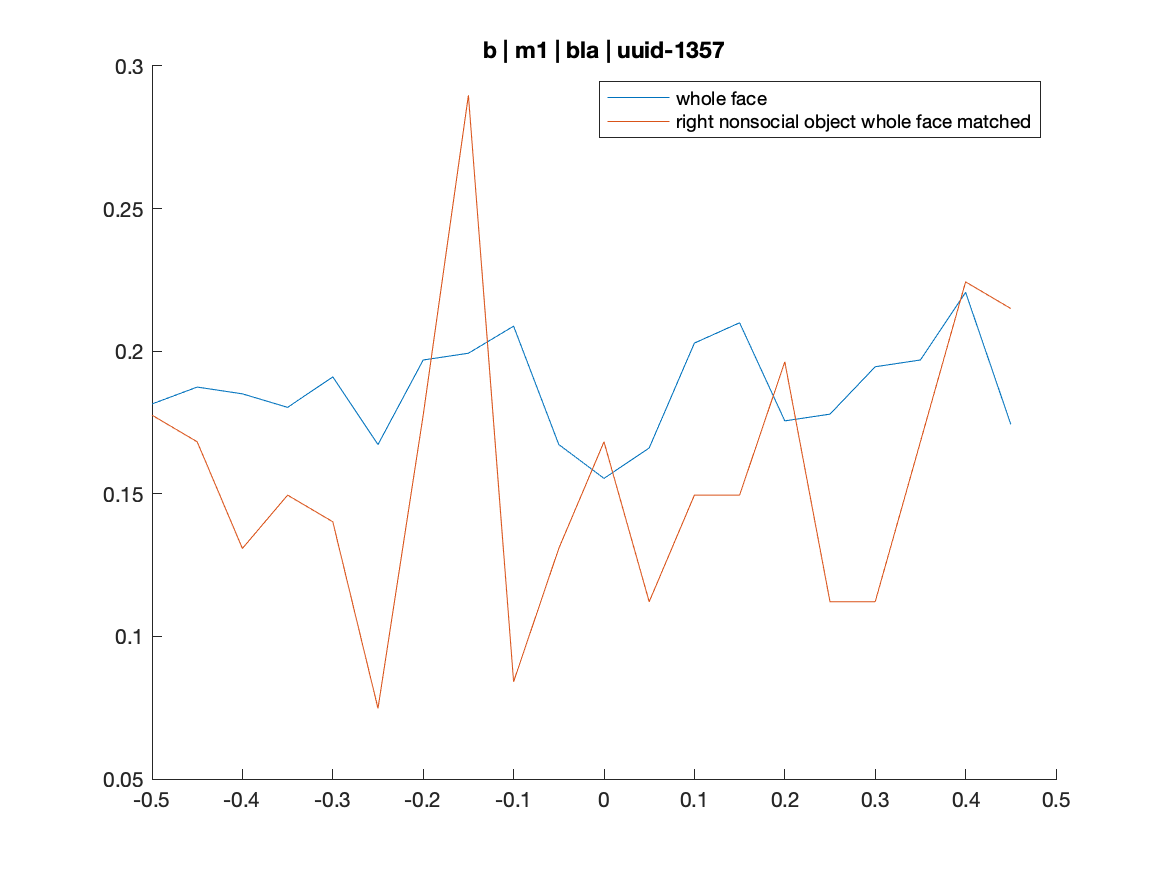 b | m1 | bla | uuid-1357
0.3
whole face
right nonsocial object whole face matched
0.25
0.2
0.15
0.1
0.05
-0.5 -0.4 -0.3 -0.2 -0.1 0 0.1 0.2 0.3 0.4 0.5